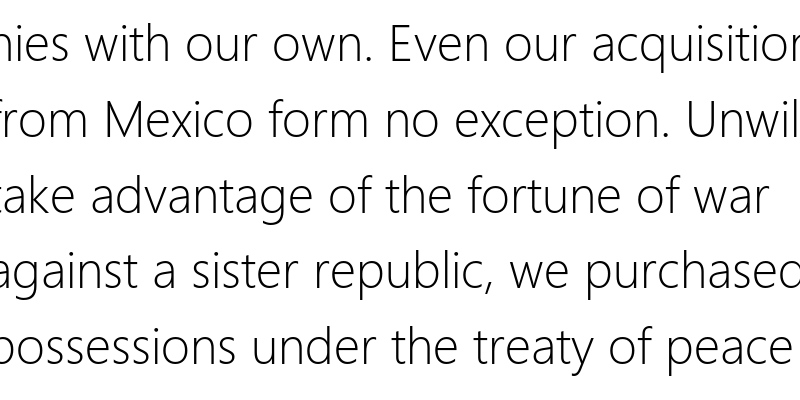 nies with our own. Even our acquisition
from Mexico form no exception. Unwil
take advantage of the fortune of war
against a sister republic, we purchased
possessions under the treaty of peace